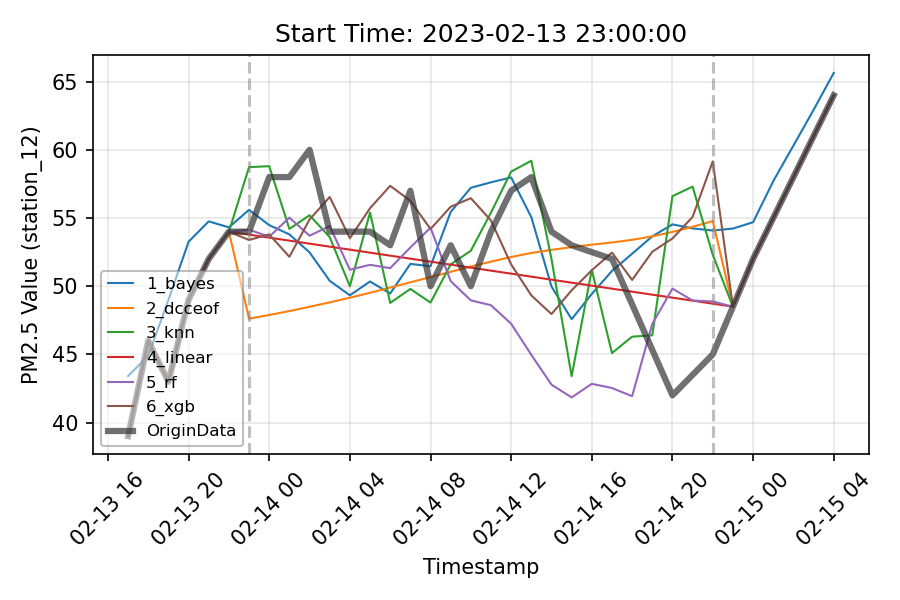 Start Time: 2023-02-13 23:00:00
PM2.5 Value (station_12)
65
60
55
50
45
40
1_bayes
2_dcceof
3_knn
4_linear
5_rf
6_xgb
OriginData
02-13 16
02-13 20
02-14 00
02-14 04
02-14 08
02-14 12
02-14 16
02-14 20
02-15 00
02-15 04
Timestamp